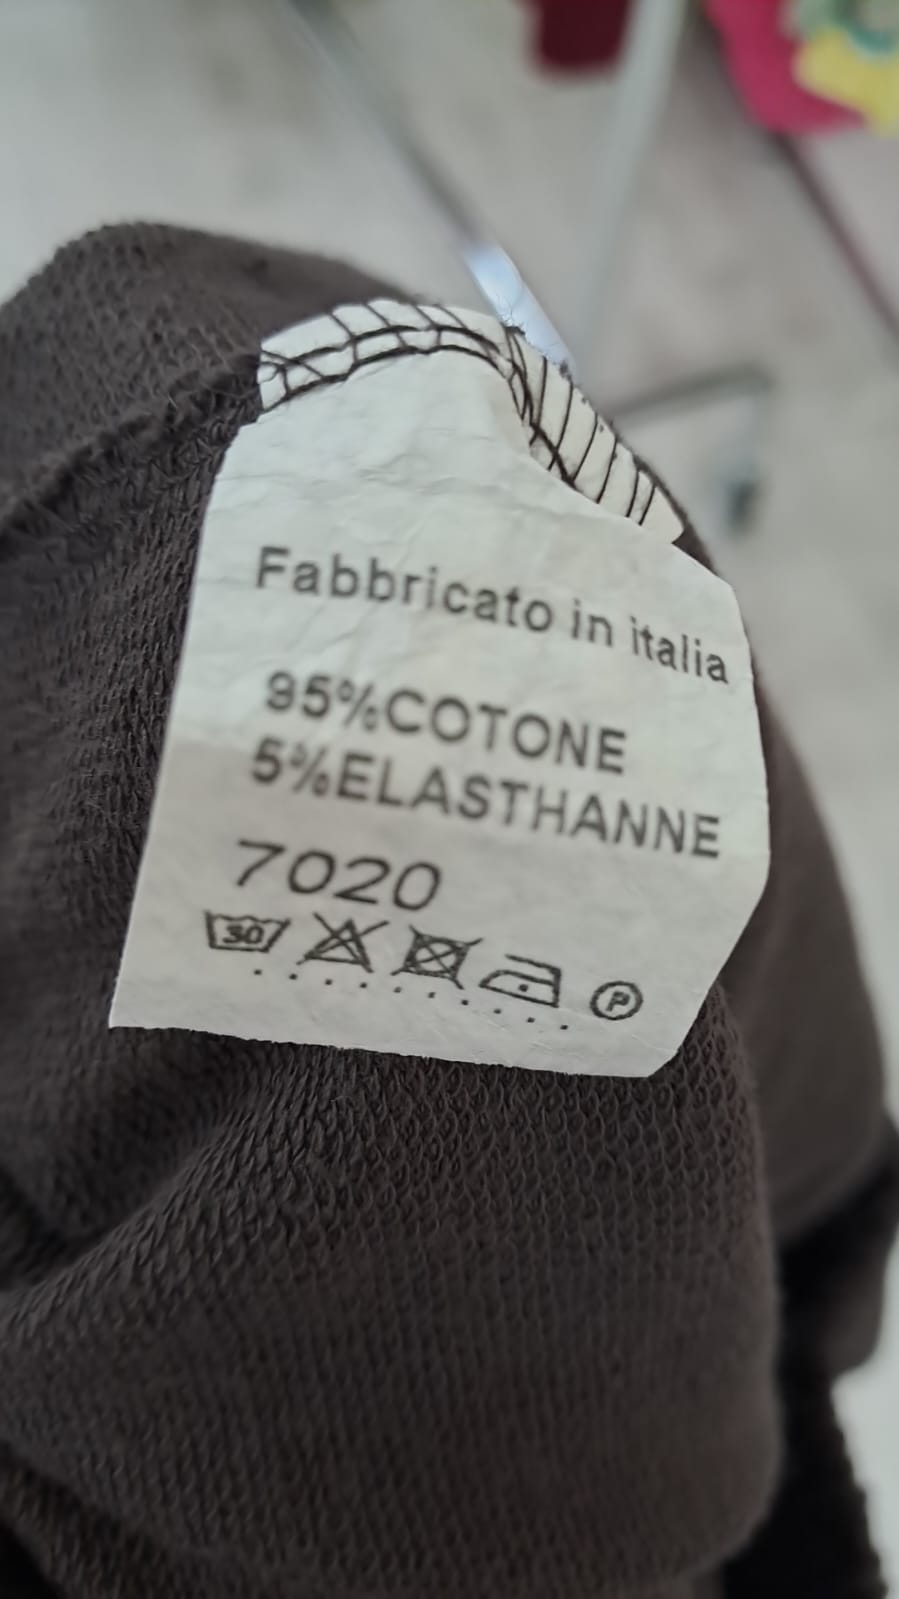 Fabbricato in italia
95%COTONE
5%ELASTHANNE
7020
30
P